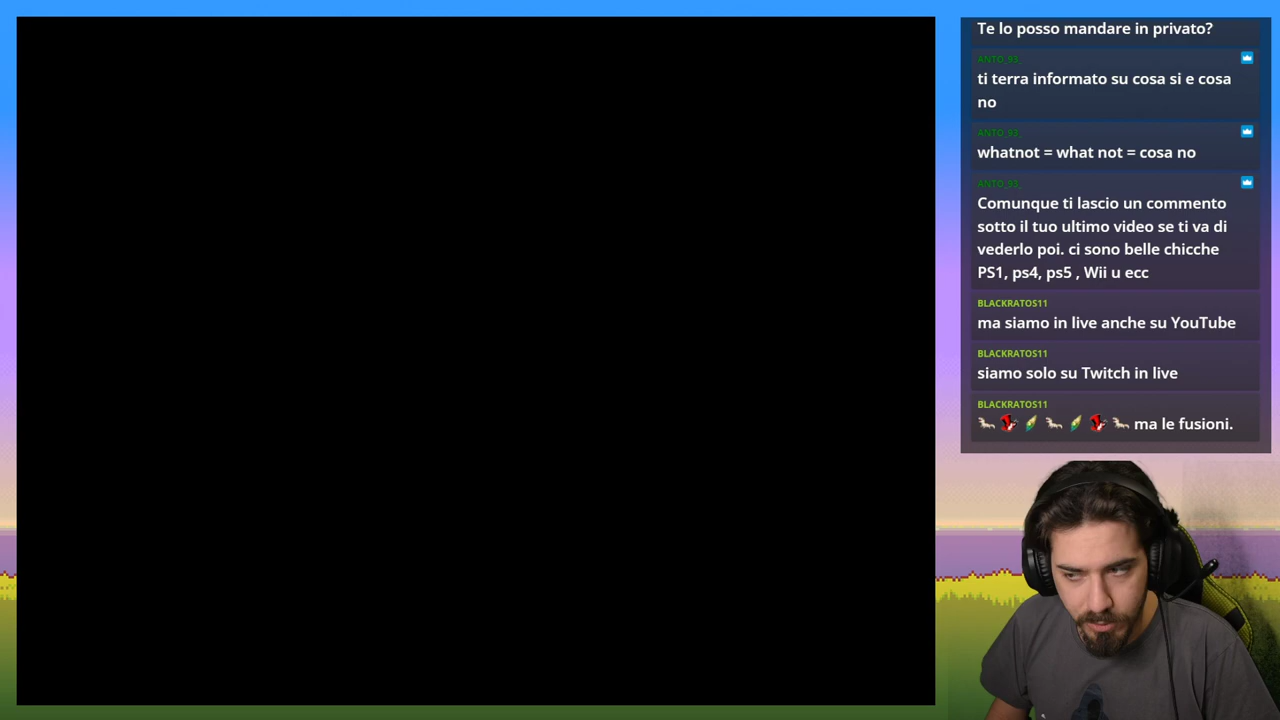 Te lo posso mandare in privato?
ANTO_93_
ti terra informato su cosa si e cosa
no
ANTO_93_
whatnot = what not = cosa no
ANTO_93_
Comunque ti lascio un commento
sotto il tuo ultimo video se ti va di
vederlo poi. ci sono belle chicche
PS1, ps4, ps5 , Wii u ecc
BLACKRATOS11
ma siamo in live anche su YouTube
BLACKRATOS11
siamo solo su Twitch in live
BLACKRATOS11
ma le fusioni.